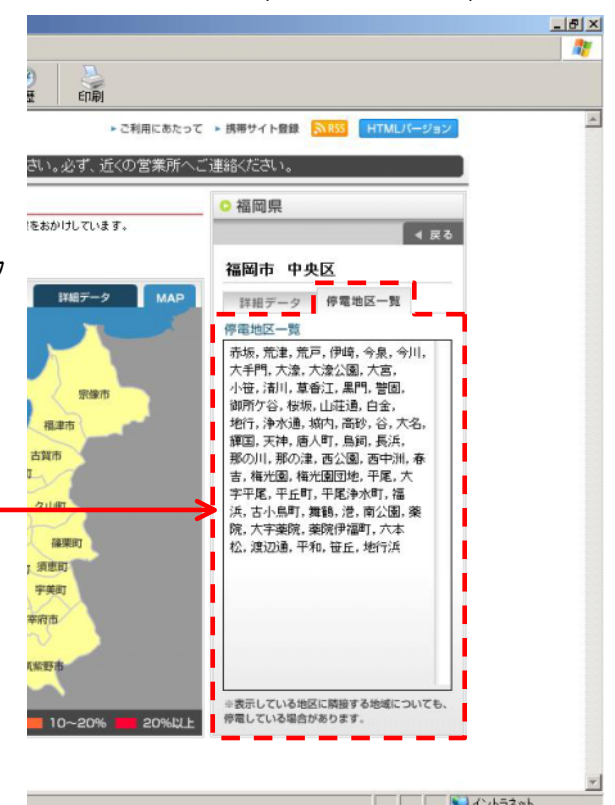 印刷
ご利用にあたって
携帯サイト登録
RSS
HTMLバージョン
さい。必ず、近くの営業所へご連絡ください。
福岡県
をおかけしています。
戻る
福岡市 中央区
詳細データ
MAP
詳細データ
停電地区一覧
停電地区一覧
赤坂, 荒津, 荒戸, 伊崎, 今泉, 今川,
大手門, 大濠, 大濠公園, 大宮,
小笹, 清川, 草香江, 黒門, 警固,
御所ケ谷, 桜坂, 山荘通, 白金,
地行, 浄水通, 城内, 高砂, 谷, 大名,
輝国, 天神, 唐人町, 鳥飼, 長浜,
那の川, 那の津, 西公園, 西中洲, 春
吉, 梅光園, 梅光園団地, 平尾, 大
字平尾, 平丘町, 平尾浄水町, 福
浜, 古小烏町, 舞鶴, 港, 南公園, 薬
院, 大字薬院, 薬院伊福町, 六本
松, 渡辺通, 平和, 笹丘, 地行浜
宗像市
福津市
古賀市
久山町
篠栗町
須恵町
宇美町
宰府市
筑紫野市
※表示している地区に隣接する地域についても、
停電している場合があります。
10~20%
20%以上
イントラネット